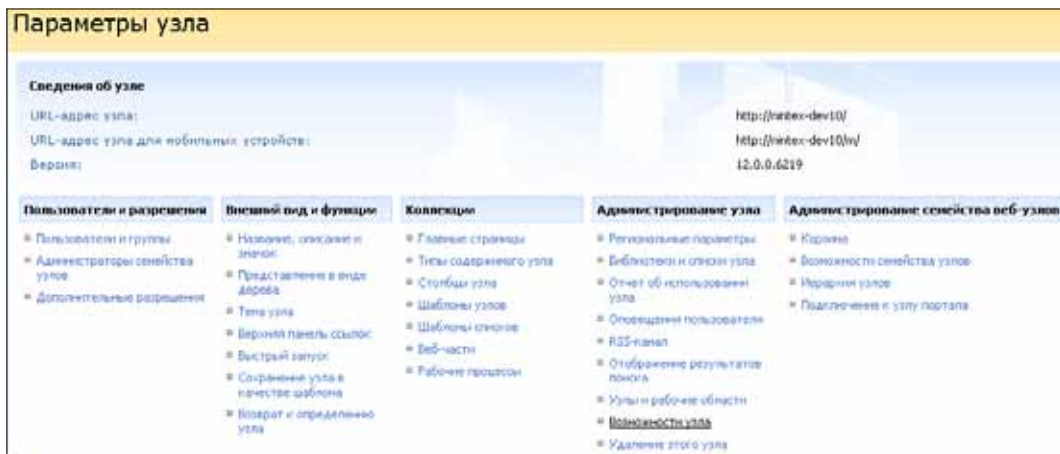 Параметры узла
Сведения об узле
URL-адрес узла:
http://nintex-dev10/
URL-адрес узла для мобильных устройств:
http://nintex-dev10/m/
Версия:
12.0.0.6219
Пользователи и разрешения
Пользователи и группы
Администраторы семейства
узлов
Дополнительные разрешения
Внешний вид и функции
Название, описание и
значок
Представление в виде
дерева
Тема узла
Верхняя панель ссылок
Быстрый запуск
Сохранение узла в
качестве шаблона
Возврат к определению
узла
Коллекции
Главные страницы
Типы содержимого узла
Столбцы узла
Шаблоны узлов
Шаблоны списков
Веб-части
Рабочие процессы
Администрирование узла
Региональные параметры
Библиотеки и списки узла
Отчет об использовании
узла
Оповещения пользователя
RSS-канал
Отображение результатов
поиска
Узлы и рабочие области
Возможности узла
Удаление этого узла
Администрирование семейства веб-узлов
Корзина
Возможности семейства узлов
Иерархия узлов
Подключение к узлу портала